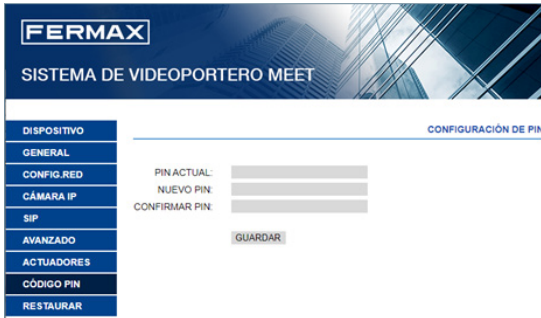 FERMAX
SISTEMA DE VIDEOPORTERO MEET
DISPOSITIVO
GENERAL
CONFIG.RED
CÁMARA IP
SIP
AVANZADO
ACTUADORES
CÓDIGO PIN
RESTAURAR
CONFIGURACIÓN DE PIN
PIN ACTUAL:
NUEVO PIN:
CONFIRMAR PIN:
GUARDAR